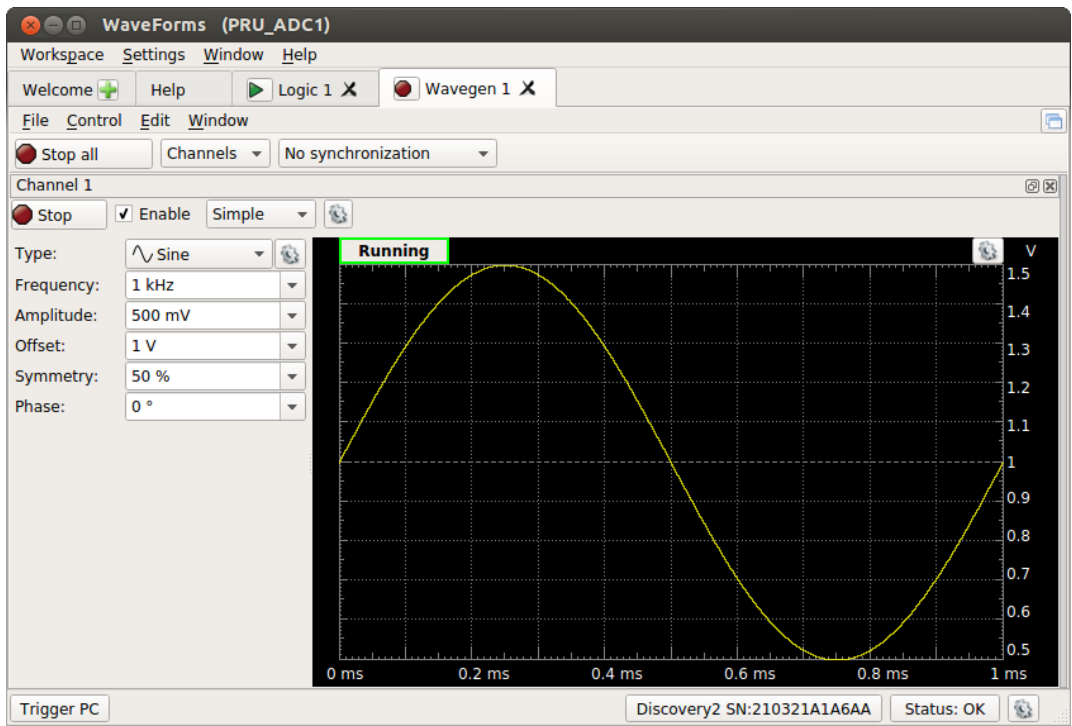 WaveForms (PRU_ADC1)
Workspace Settings Window Help
Welcome Help Logic 1 Wavegen 1
File Control Edit Window
Stop all Channels No synchronization
Channel 1
Stop Enable Simple
Type: Sine
Frequency: 1 kHz
Amplitude: 500 mV
Offset: 1 V
Symmetry: 50 %
Phase: 0 °
Running V
1.5
1.4
1.3
1.2
1.1
1
0.9
0.8
0.7
0.6
0.5
0 ms 0.2 ms 0.4 ms 0.6 ms 0.8 ms 1 ms
Trigger PC Discovery2 SN:210321A1A6AA Status: OK